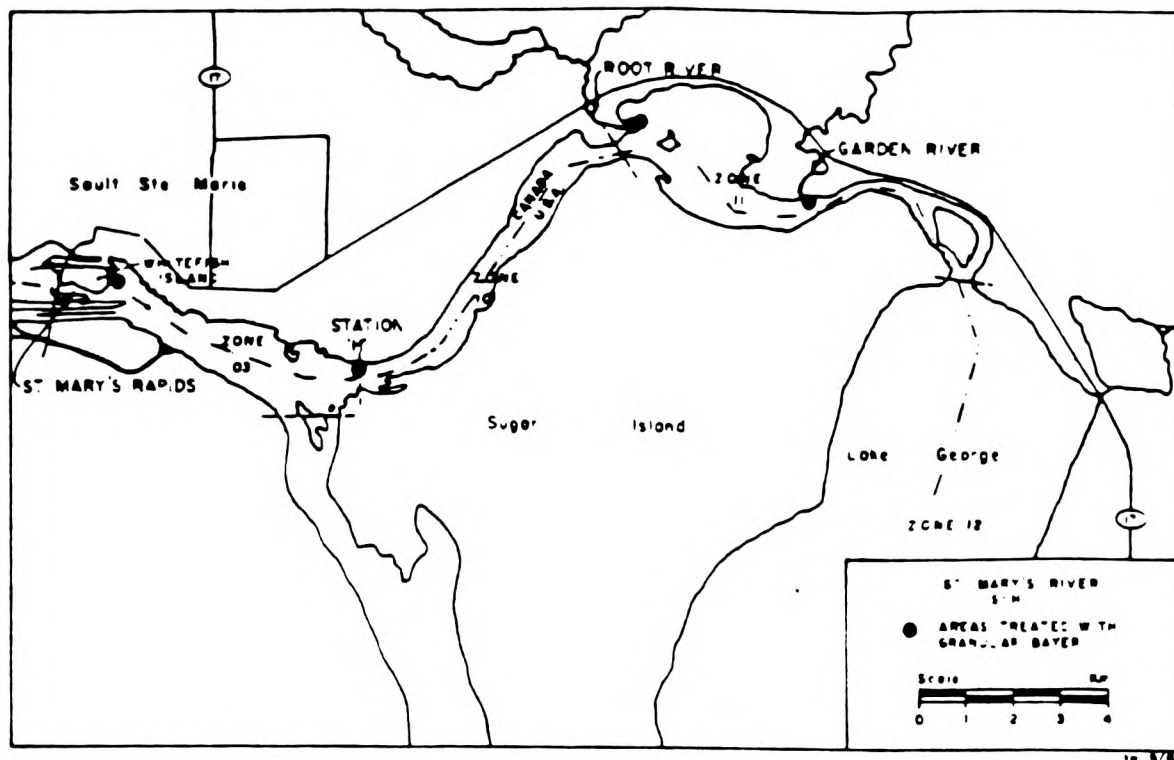 17
ROOT RIVER
GARDEN RIVER
Sault Ste Marie
ZONE
11
CANADA
U.S.A.
WHITEFISH
ISLAND
ZONE
STATION
ZONE
03
ST MARY'S RAPIDS
Sugar Island
Lake George
ZONE 12
17
ST MARY'S RIVER
AREAS TREATED WITH
GRANULAR BAYER
Scale
0 1 2 3 4